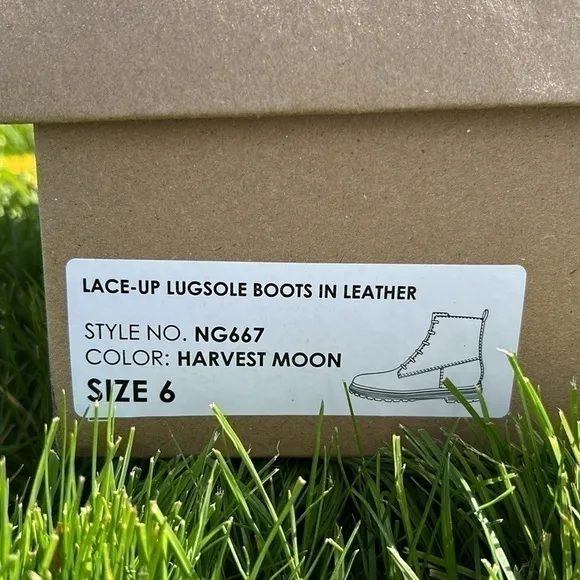 LACE-UP LUGSOLE BOOTS IN LEATHER
STYLE NO. NG667
COLOR: HARVEST MOON
SIZE 6